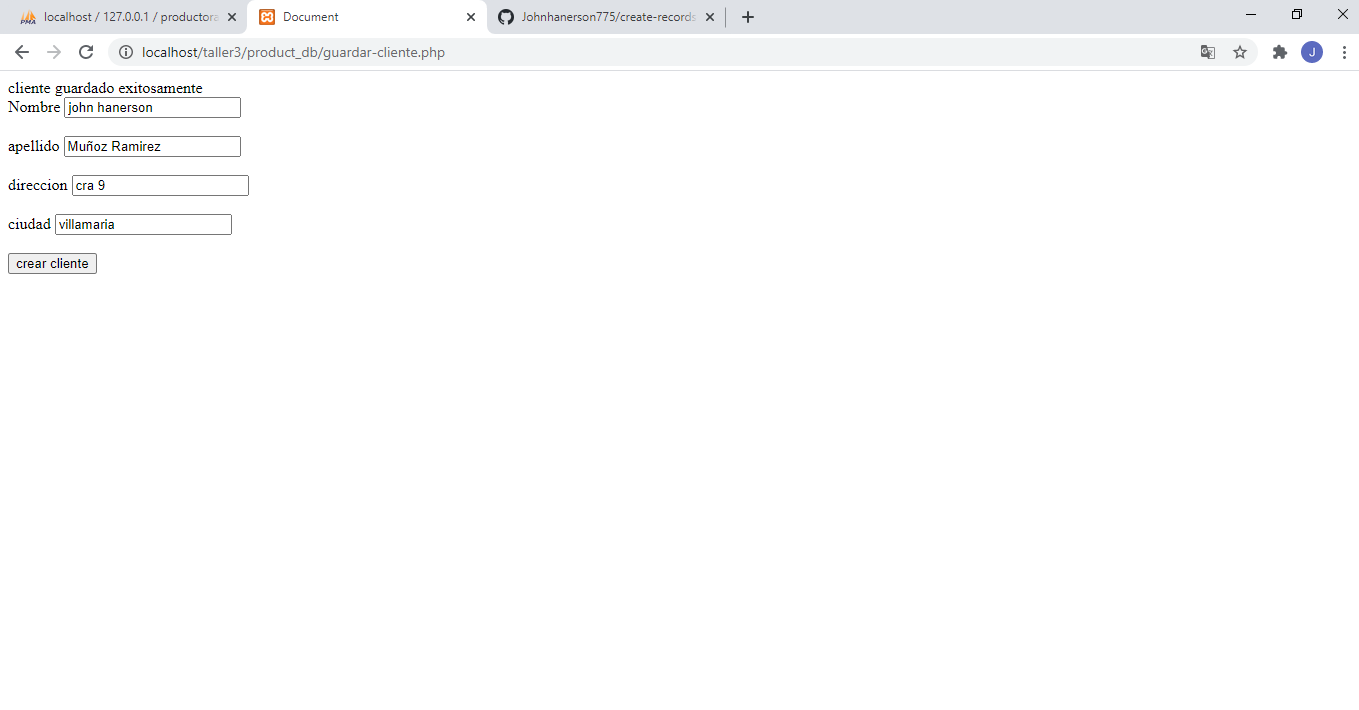 localhost / 127.0.0.1 / productora
Document
Johnhanerson775/create-records
localhost/taller3/product_db/guardar-cliente.php
J
cliente guardado exitosamente
Nombre john hanerson
apellido Muñoz Ramirez
direccion cra 9
ciudad villamaria
crear cliente